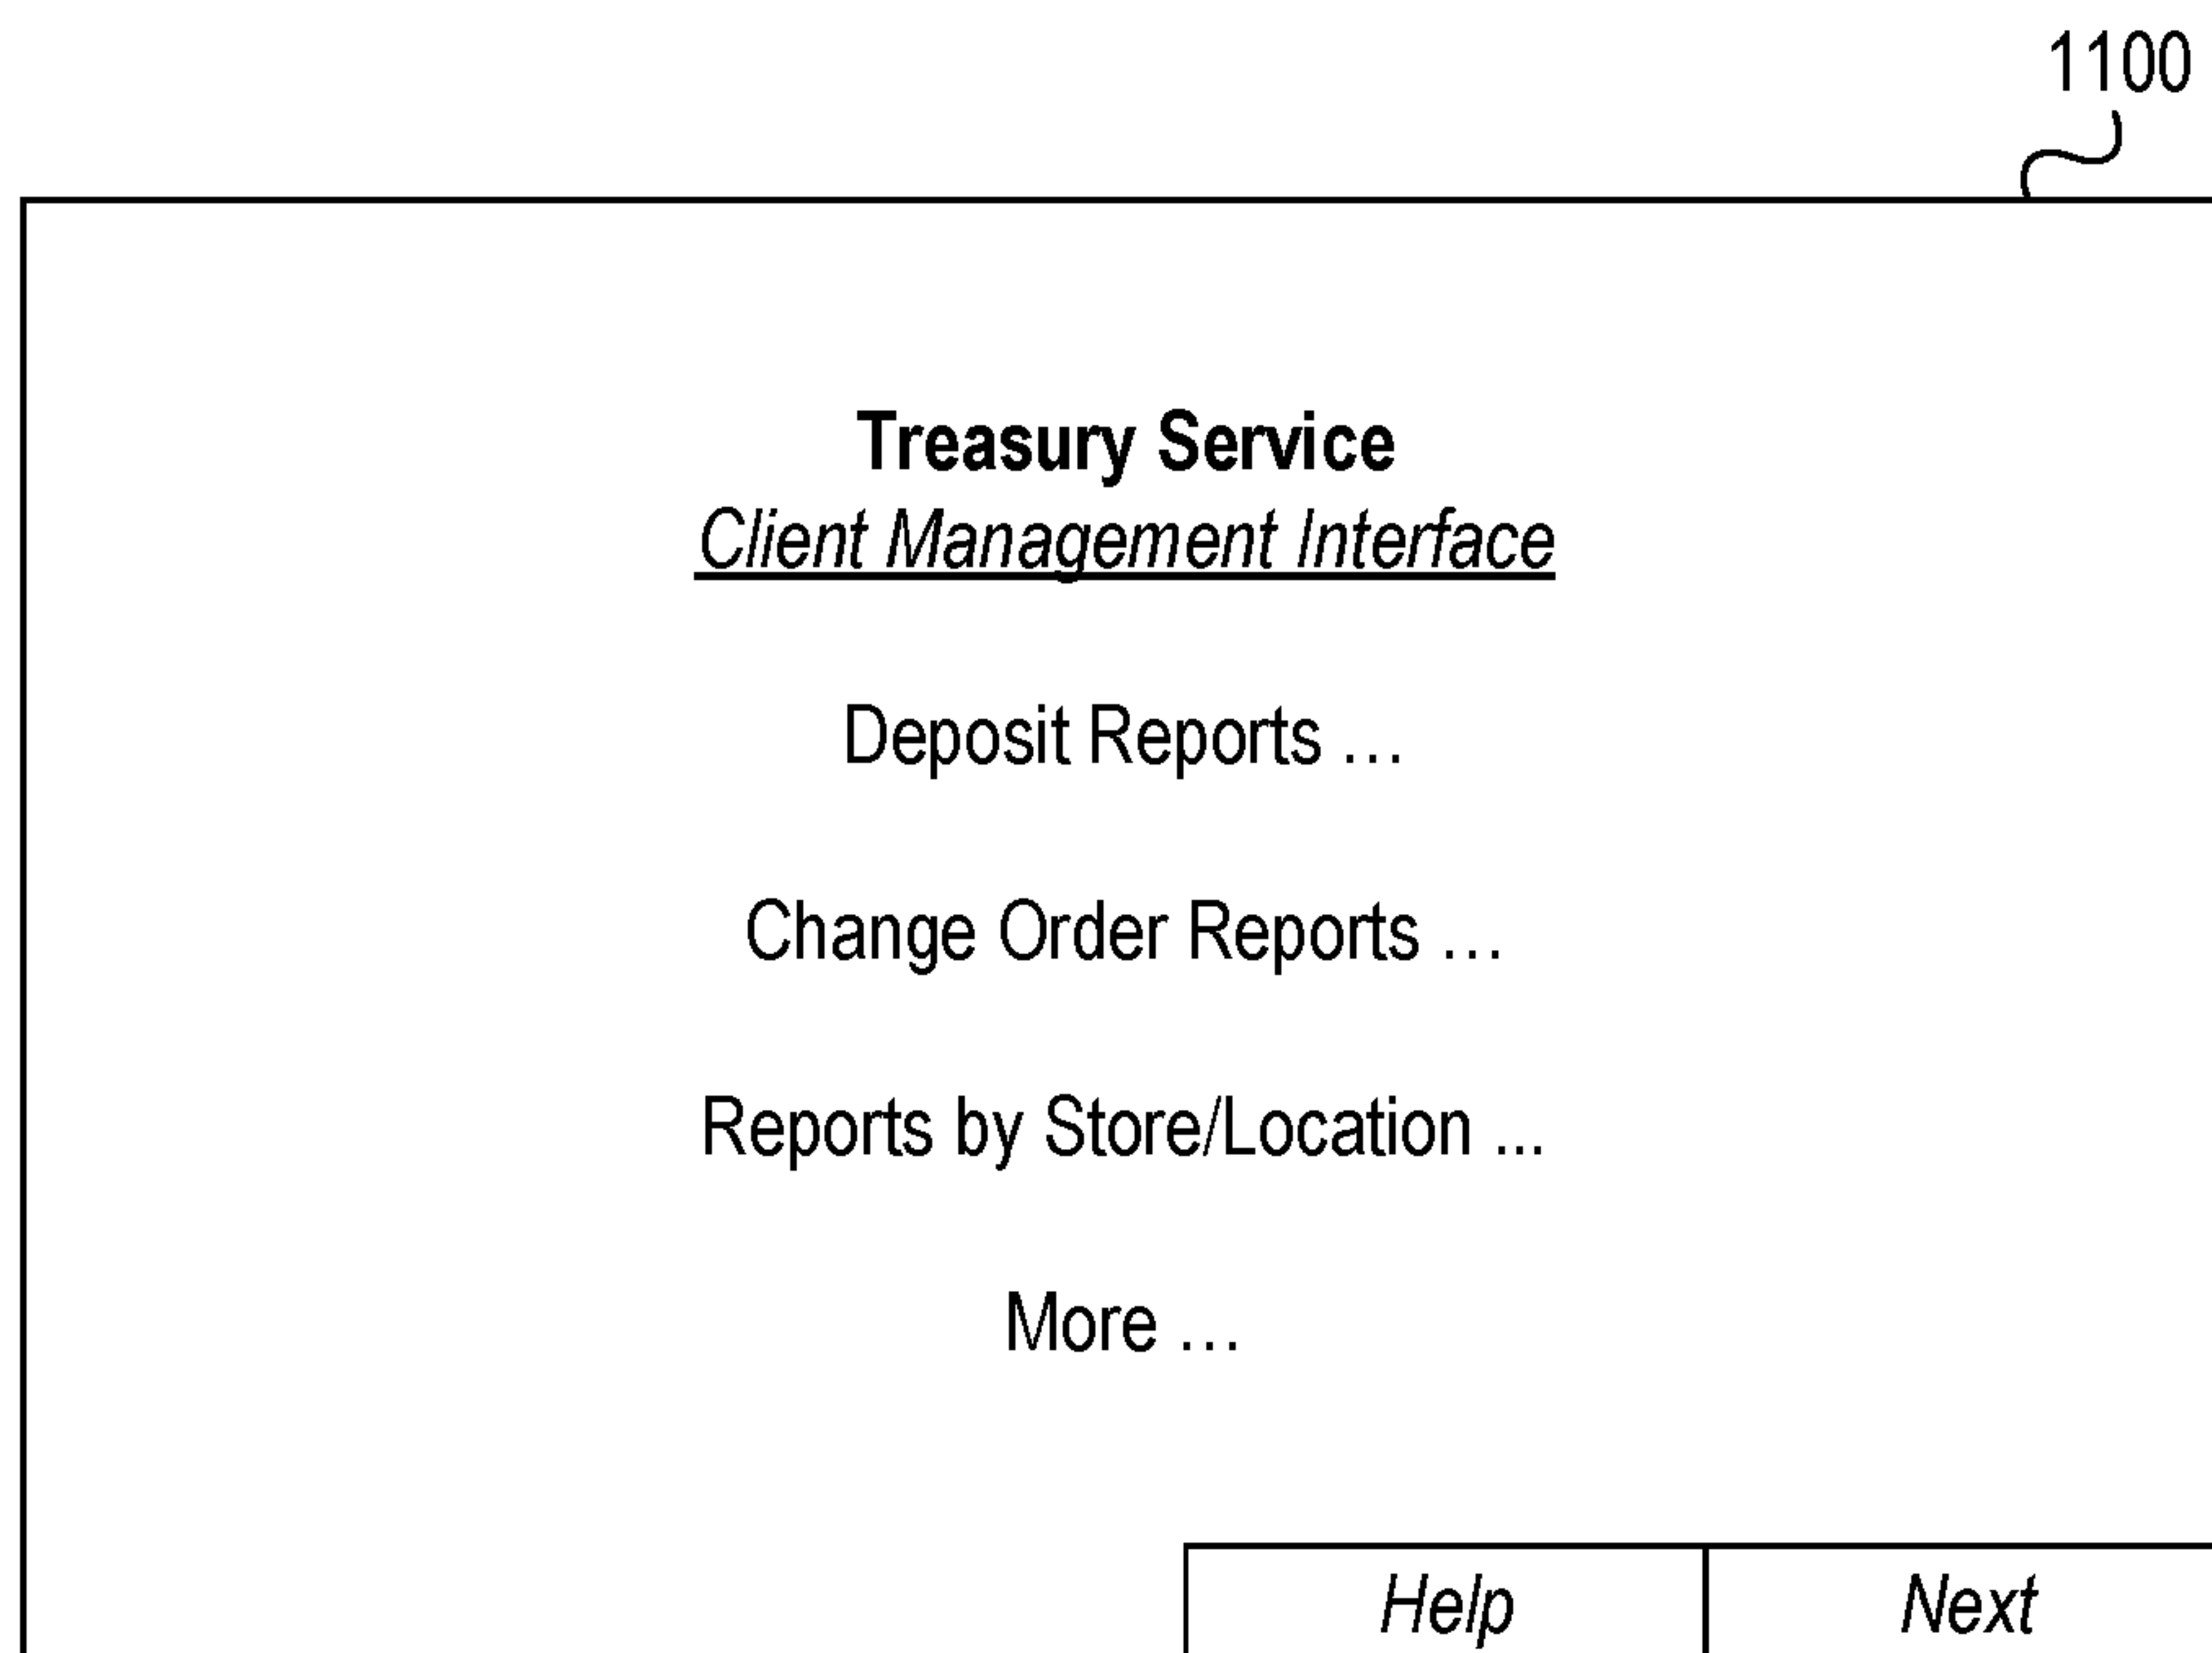 1100
Treasury Service
Client Management Interface
Deposit Reports ...
Change Order Reports ...
Reports by Store/Location ...
More ...
Help Next